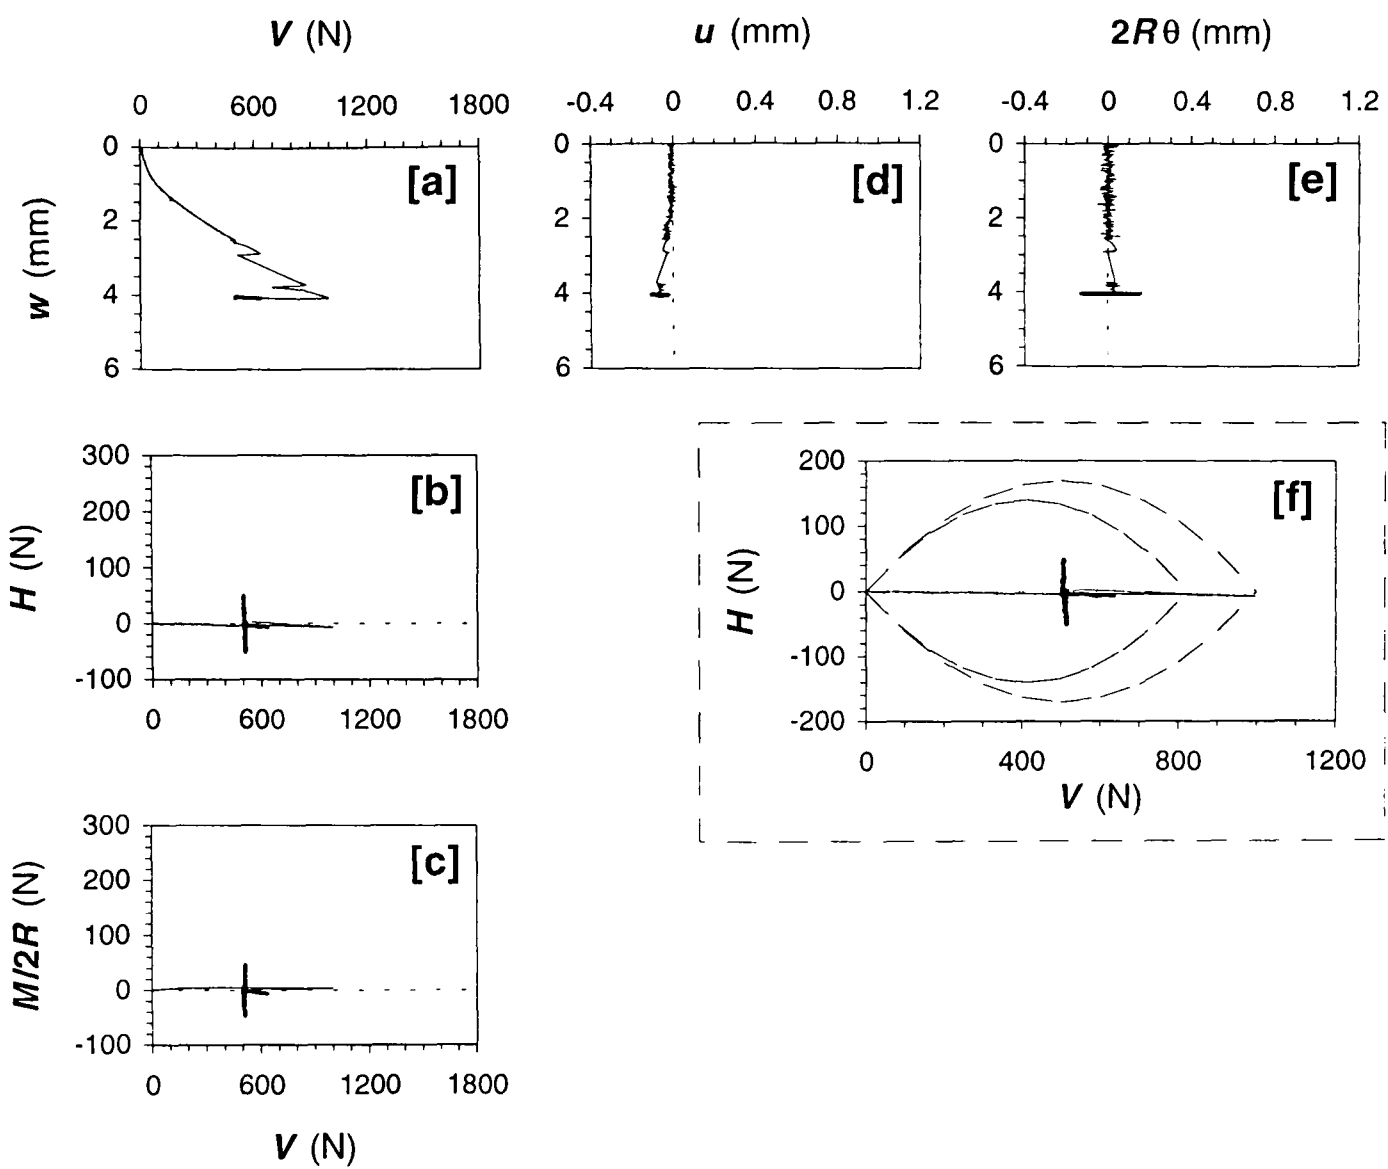 V (N) u (mm) 2Rθ (mm)
0 600 1200 1800 -0.4 0 0.4 0.8 1.2 -0.4 0 0.4 0.8 1.2
w (mm) 0 2 4 6 [a] 0 2 4 6 [d] 0 2 4 6 [e]
H (N) 300 200 100 0 -100 [b]
0 600 1200 1800
H (N) 200 100 0 -100 -200 [f]
0 400 800 1200
V (N)
M/2R (N) 300 200 100 0 -100 [c]
0 600 1200 1800
V (N)